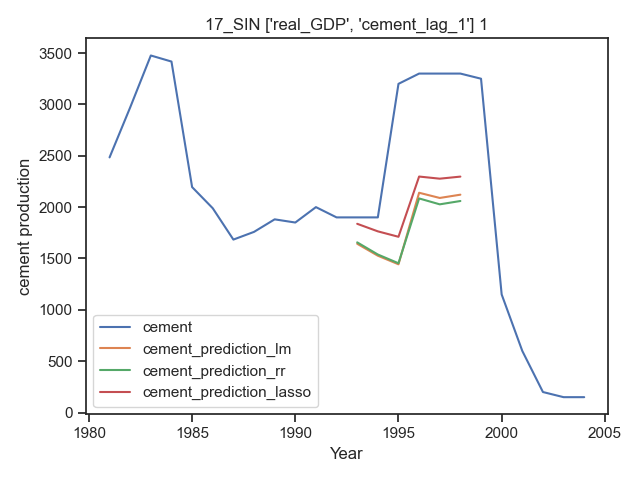 17_SIN ['real_GDP', 'cement_lag_1'] 1
cement production
3500
3000
2500
2000
1500
1000
500
0
cement
cement_prediction_lm
cement_prediction_rr
cement_prediction_lasso
1980 1985 1990 1995 2000 2005
Year